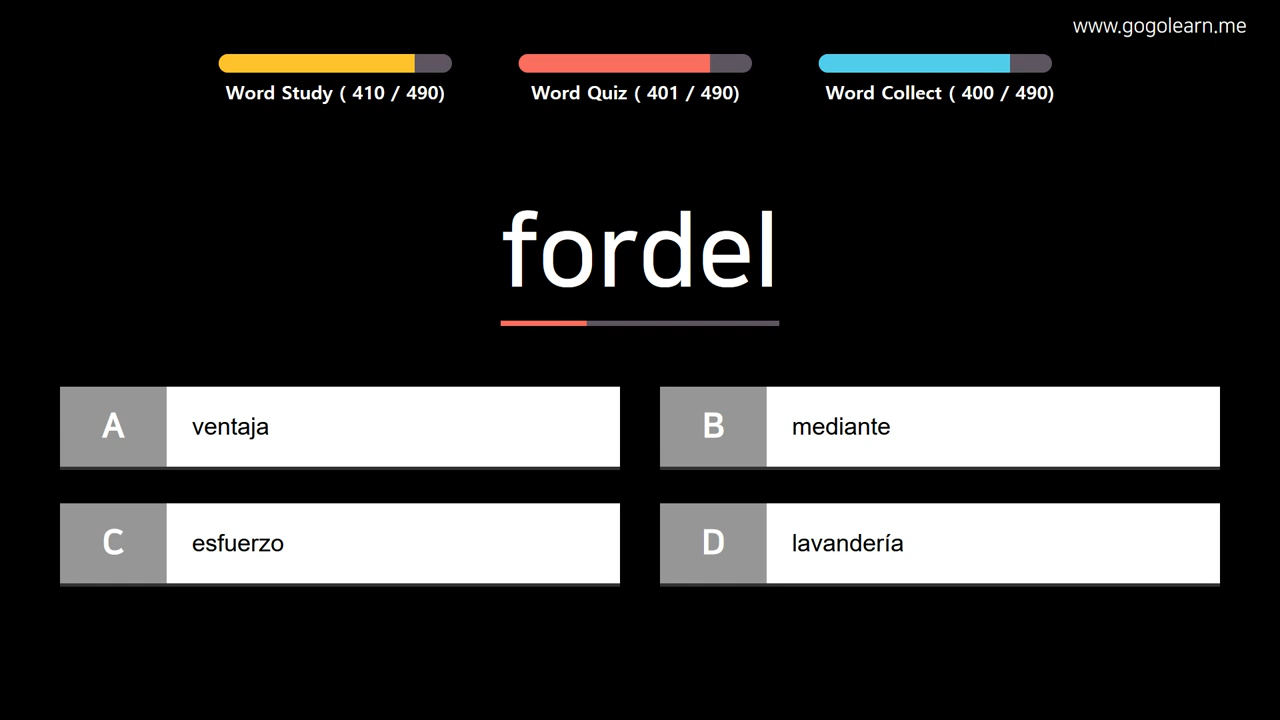 www.gogolearn.me
Word Study ( 410 / 490)
Word Quiz ( 401 / 490)
Word Collect ( 400 / 490)
fordel
A ventaja
B mediante
C esfuerzo
D lavandería